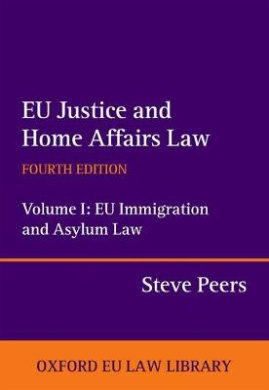 EU Justice and
Home Affairs Law
FOURTH EDITION
Volume I: EU Immigration
and Asylum Law
Steve Peers
OXFORD EU LAW LIBRARY